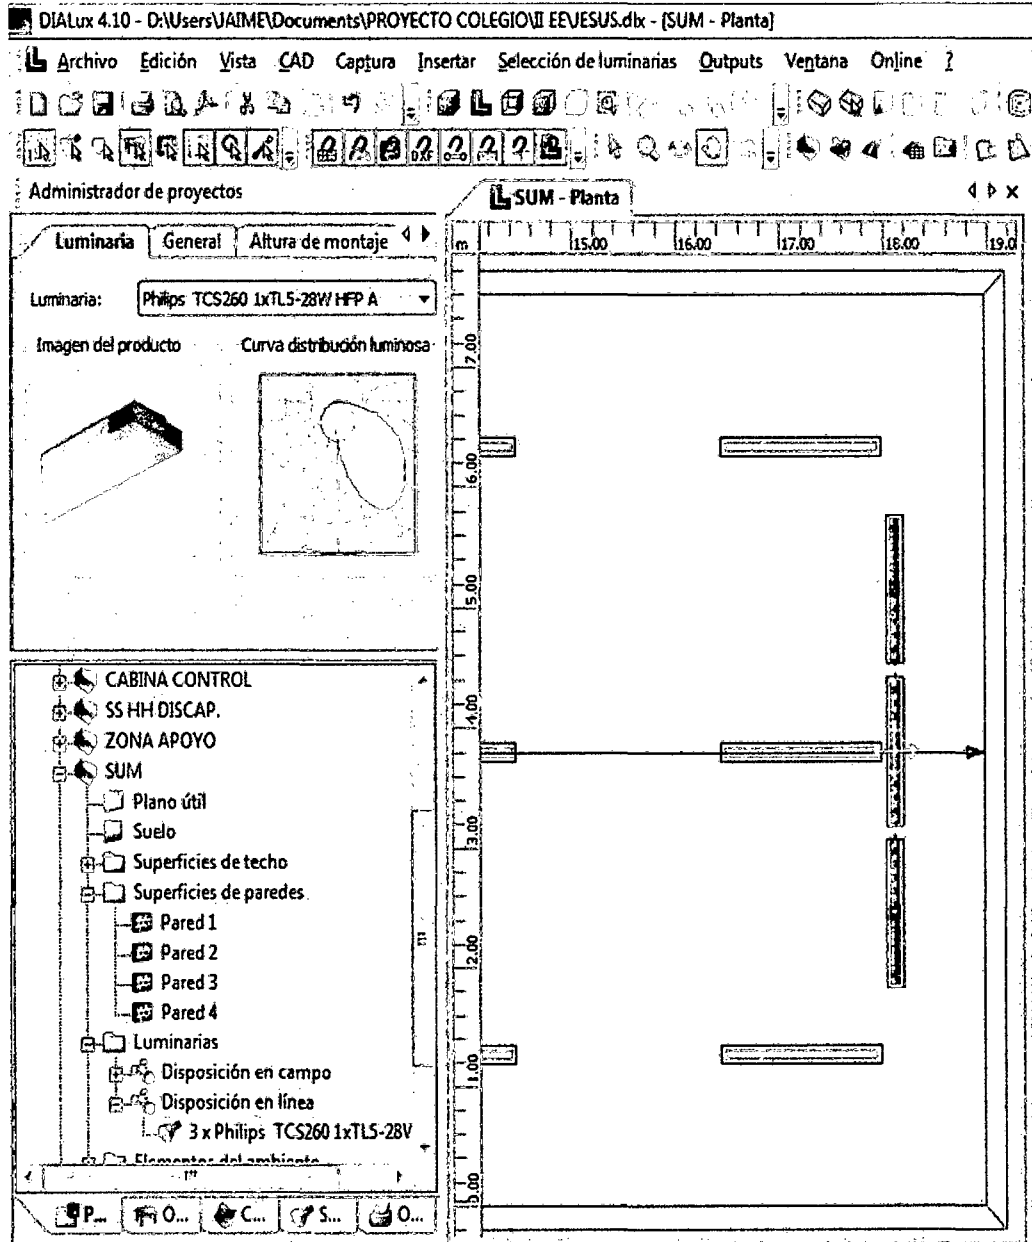 DIALux 4.10 - D:\Users\JAIME\Documents\PROYECTO COLEGIO\II EE\JESUS.dlx - [SUM - Planta]
Archivo Edición Vista CAD Captura Insertar Selección de luminarias Outputs Ventana Online ?
DXF
Administrador de proyectos
SUM - Planta
Luminaria General Altura de montaje
m 15.00 16.00 17.00 18.00 19.0
Luminaria: Philips TCS260 1xTL5-28W HFP A
Imagen del producto Curva distribución luminosa
7.00
6.00
5.00
4.00
3.00
2.00
1.00
0.00
CABINA CONTROL
SS HH DISCAP.
ZONA APOYO
SUM
Plano útil
Suelo
Superficies de techo
Superficies de paredes
Pared 1
Pared 2
Pared 3
Pared 4
Luminarias
Disposición en campo
Disposición en línea
3 x Philips TCS260 1xTL5-28V
Elementos del ambiente
P... O... C... S... O...